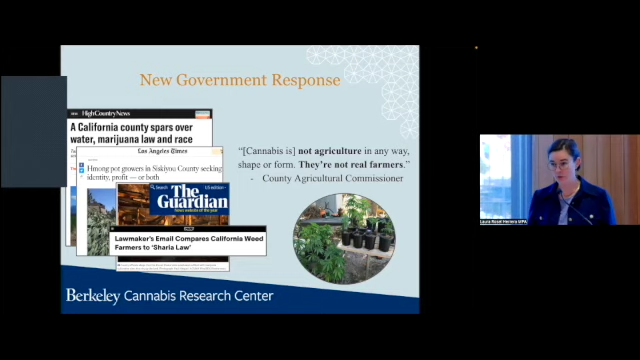 New Government Response
HighCountryNews
A California county spars over
water, marijuana law and race
Los Angeles Times
Hmong pot growers in Siskiyou County seeking
identity, profit — or both
The
Guardian
Lawmaker's Email Compares California Weed
Farmers to ‘Sharia Law’
“[Cannabis is] not agriculture in any way,
shape or form. They're not real farmers.”
- County Agricultural Commissioner
Berkeley Cannabis Research Center